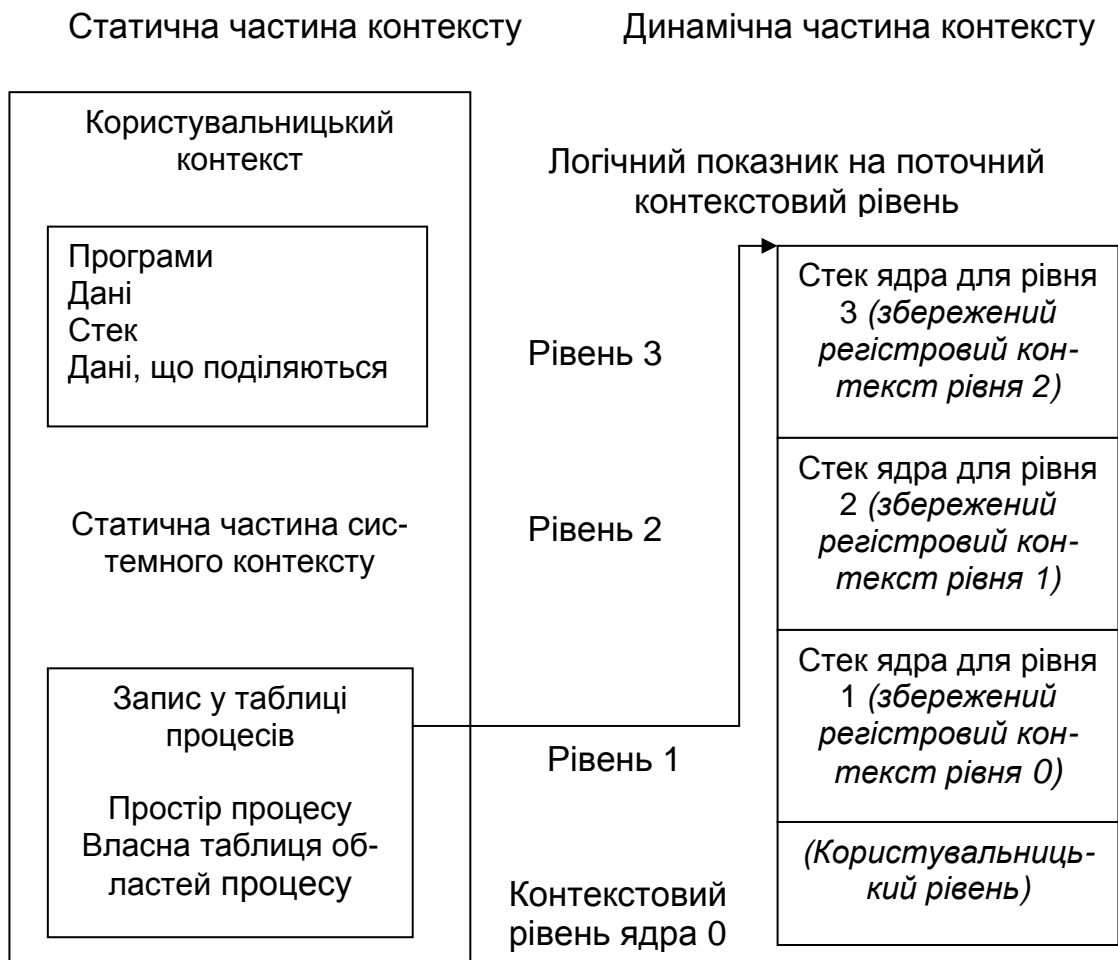 Статична частина контексту
Динамічна частина контексту
Користувальницький
контекст
Програми
Дані
Стек
Дані, що поділяються
Статична частина сис-
темного контексту
Запис у таблиці
процесів
Простір процесу
Власна таблиця об-
ластей процесу
Логічний показник на поточний
контекстовий рівень
Рівень 3
Стек ядра для рівня
3 (збережений
регістровий кон-
текст рівня 2)
Рівень 2
Стек ядра для рівня
2 (збережений
регістровий кон-
текст рівня 1)
Рівень 1
Стек ядра для рівня
1 (збережений
регістровий кон-
текст рівня 0)
Контекстовий
рівень ядра 0
(Користувальниць-
кий рівень)